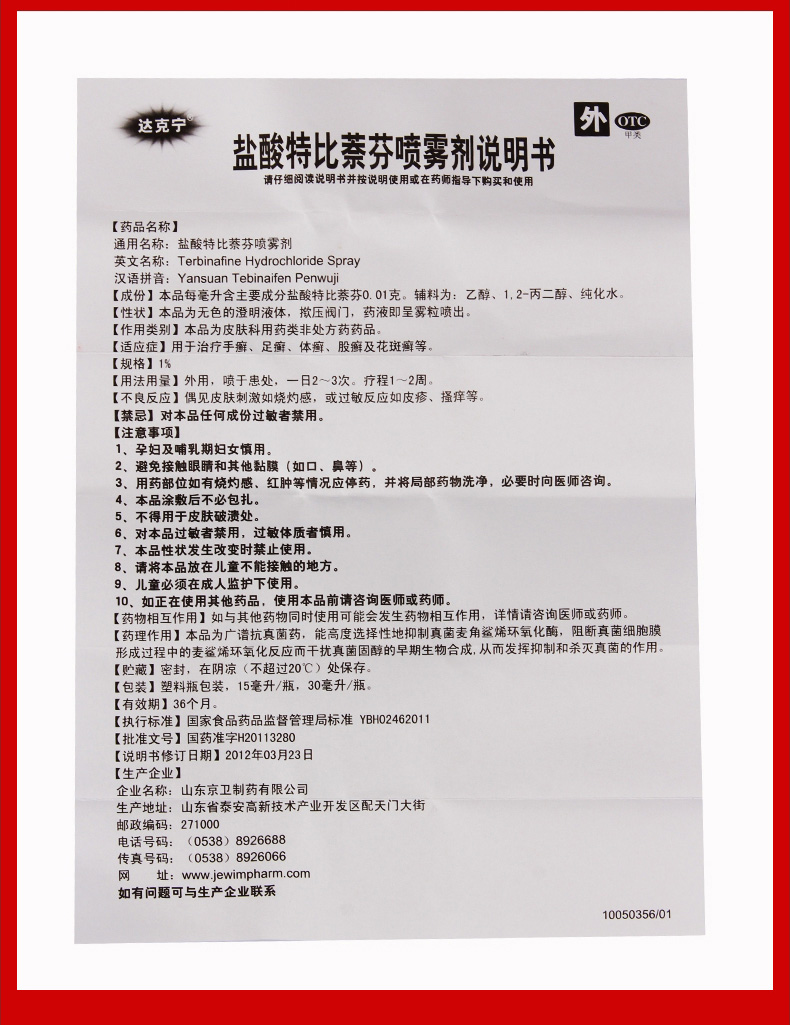 达克宁®
外
OTC
甲类
盐酸特比萘芬喷雾剂说明书
请仔细阅读说明书并按说明使用或在药师指导下购买和使用
【药品名称】
通用名称：盐酸特比萘芬喷雾剂
英文名称：Terbinafine Hydrochloride Spray
汉语拼音：Yansuan Tebinaifen Penwuji
【成份】本品每毫升含主要成分盐酸特比萘芬0.01克。辅料为：乙醇、1,2-丙二醇、纯化水。
【性状】本品为无色的澄明液体，揿压阀门，药液即呈雾粒喷出。
【作用类别】本品为皮肤科用药类非处方药药品。
【适应症】用于治疗手癣、足癣、体癣、股癣及花斑癣等。
【规格】1%
【用法用量】外用，喷于患处，一日2～3次。疗程1～2周。
【不良反应】偶见皮肤刺激如烧灼感，或过敏反应如皮疹、搔痒等。
【禁忌】对本品任何成份过敏者禁用。
【注意事项】
1、孕妇及哺乳期妇女慎用。
2、避免接触眼睛和其他黏膜（如口、鼻等）。
3、用药部位如有烧灼感、红肿等情况应停药，并将局部药物洗净，必要时向医师咨询。
4、本品涂敷后不必包扎。
5、不得用于皮肤破溃处。
6、对本品过敏者禁用，过敏体质者慎用。
7、本品性状发生改变时禁止使用。
8、请将本品放在儿童不能接触的地方。
9、儿童必须在成人监护下使用。
10、如正在使用其他药品，使用本品前请咨询医师或药师。
【药物相互作用】如与其他药物同时使用可能会发生药物相互作用，详情请咨询医师或药师。
【药理作用】本品为广谱抗真菌药，能高度选择性地抑制真菌麦角鲨烯环氧化酶，阻断真菌细胞膜
形成过程中的麦鲨烯环氧化反应而干扰真菌固醇的早期生物合成,从而发挥抑制和杀灭真菌的作用。
【贮藏】密封，在阴凉（不超过20℃）处保存。
【包装】塑料瓶包装，15毫升/瓶，30毫升/瓶。
【有效期】36个月。
【执行标准】国家食品药品监督管理局标准 YBH02462011
【批准文号】国药准字H20113280
【说明书修订日期】2012年03月23日
【生产企业】
企业名称：山东京卫制药有限公司
生产地址：山东省泰安高新技术产业开发区配天门大街
邮政编码：271000
电话号码：（0538）8926688
传真号码：（0538）8926066
网 址：www.jewimpharm.com
如有问题可与生产企业联系
10050356/01